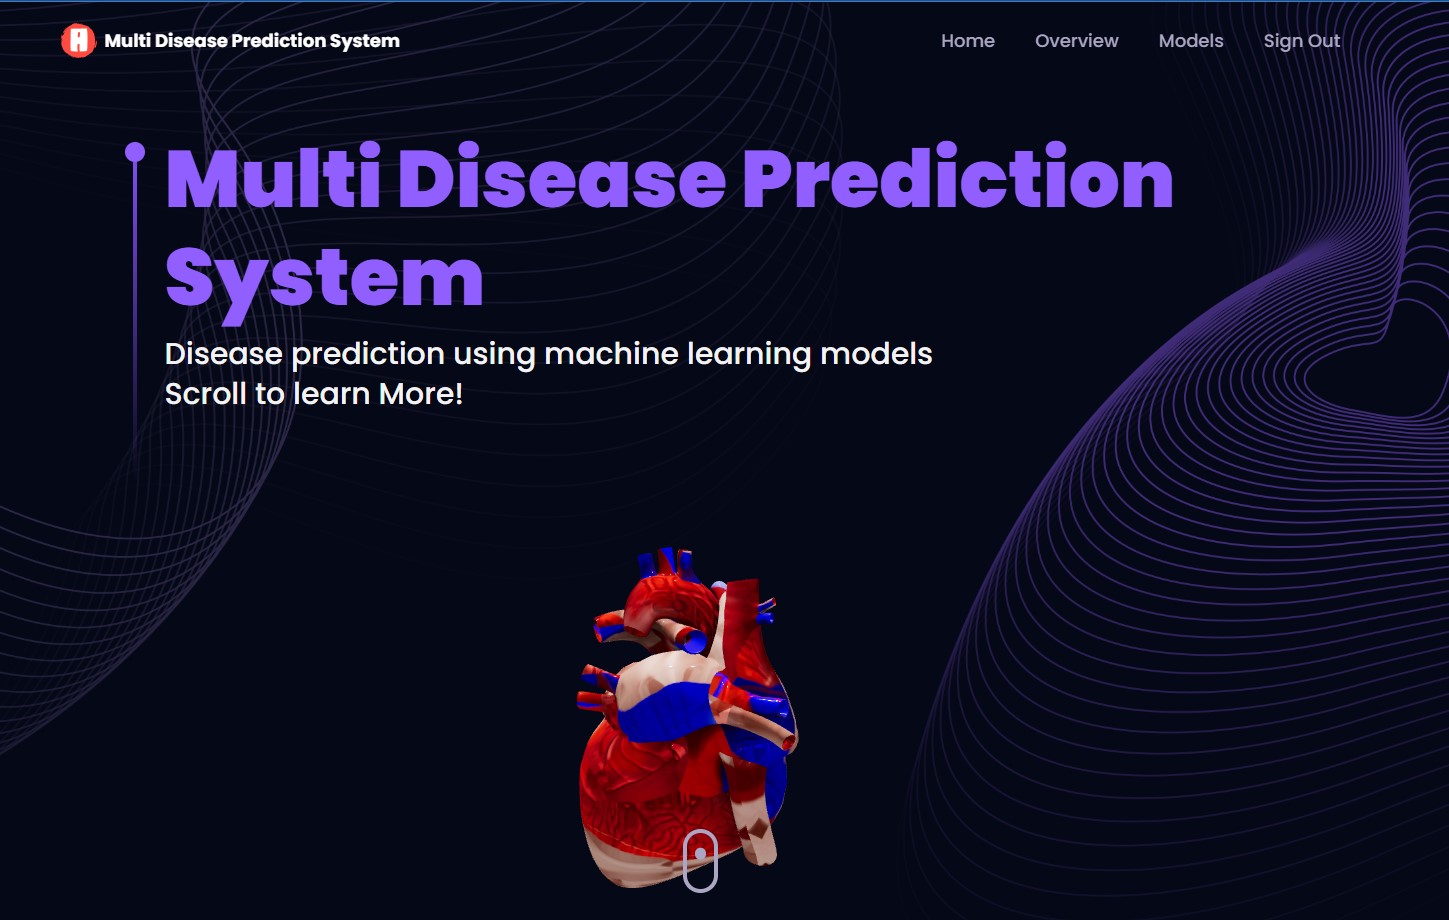 Multi Disease Prediction System
Home Overview Models Sign Out
Multi Disease Prediction
System
Disease prediction using machine learning models
Scroll to learn More!